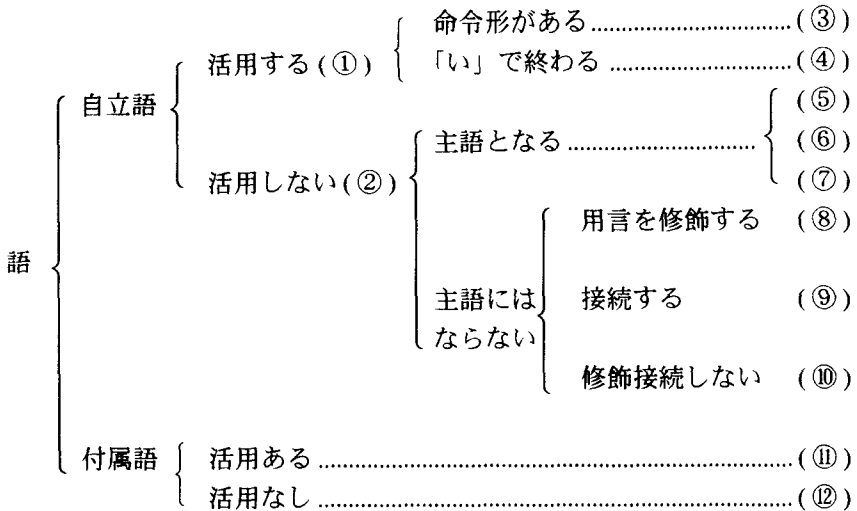 命令形がある ……………………… (③)
活用する (①)
「い」で終わる ……………………… (④)
自立語
(⑤)
主語となる ……………………… (⑥)
活用しない (②)
(⑦)
用言を修飾する (⑧)
語
主語には
ならない
接続する (⑨)
修飾接続しない (⑩)
付属語
活用ある ……………………… (⑪)
活用なし ……………………… (⑫)